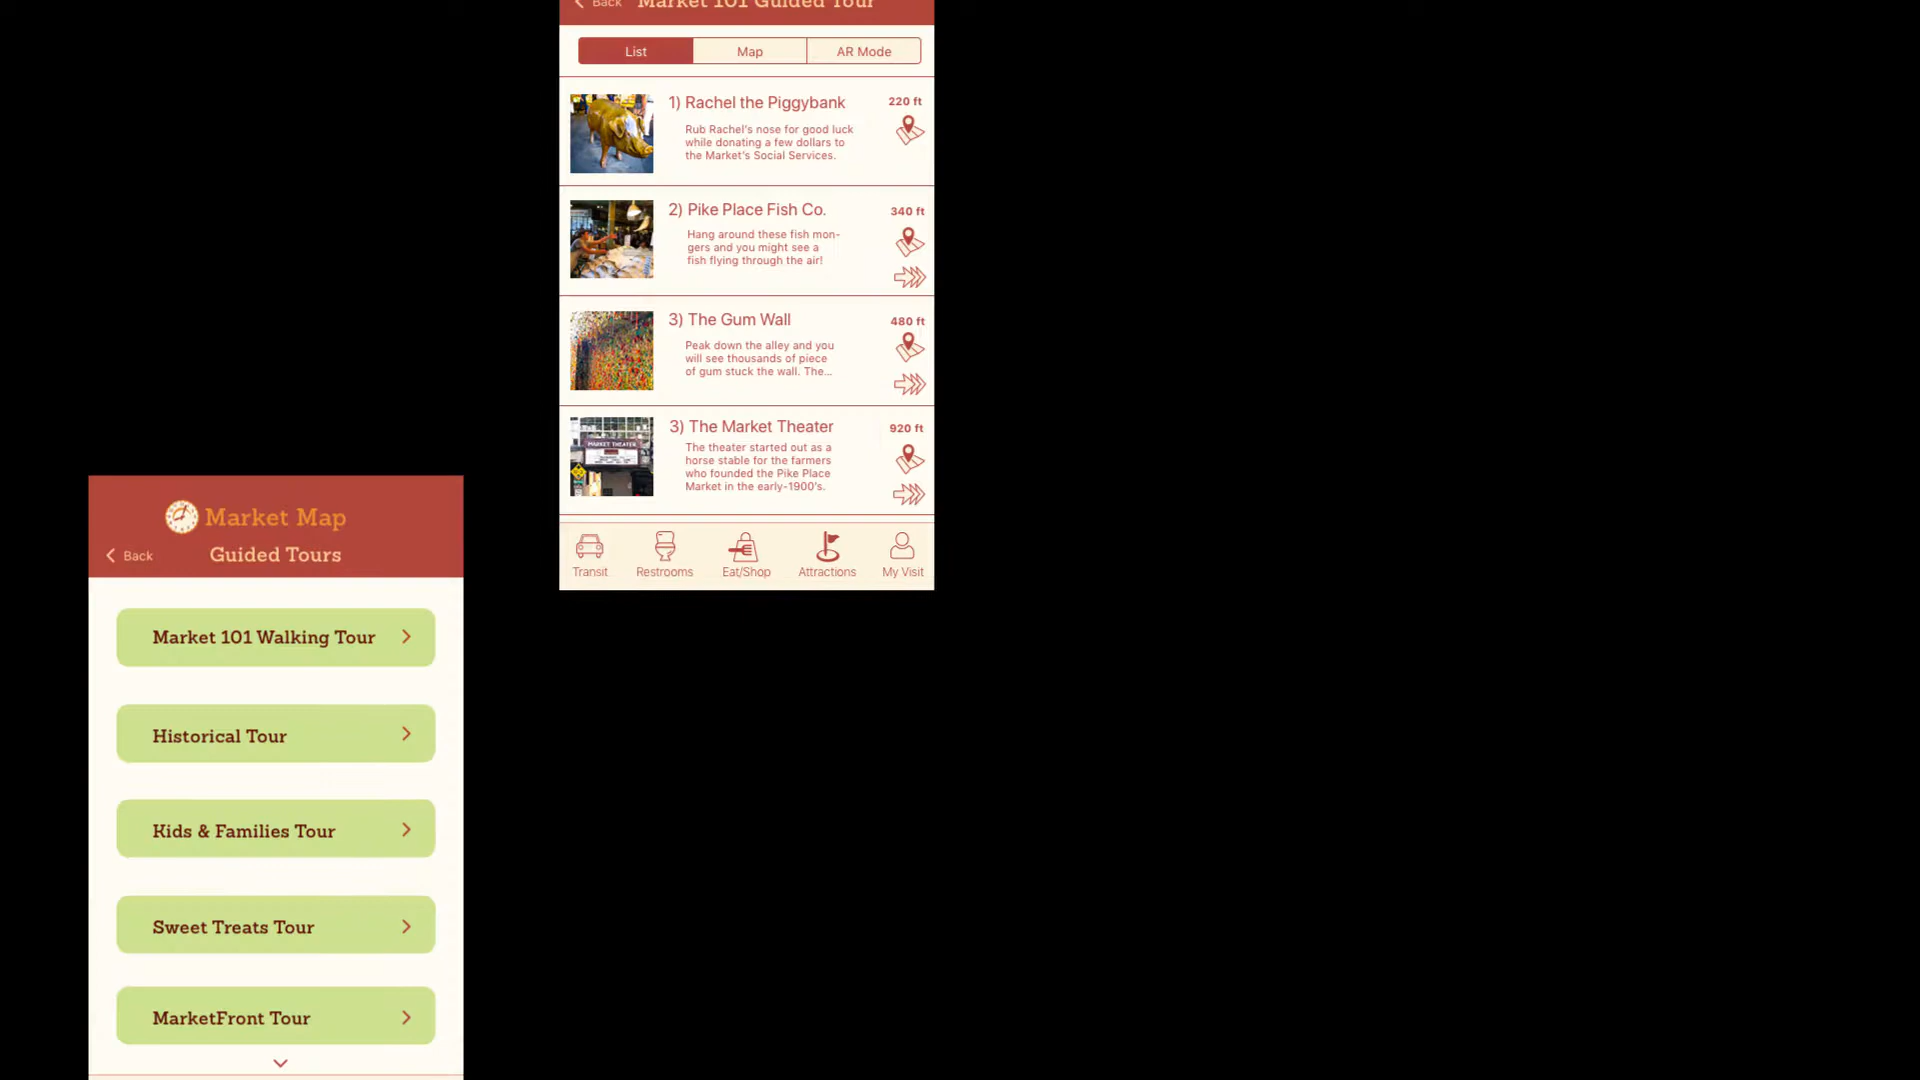 Back Market 101 Guided Tour
List Map AR Mode
1) Rachel the Piggybank 220 ft
Rub Rachel's nose for good luck
while donating a few dollars to
the Market's Social Services.
2) Pike Place Fish Co. 340 ft
Hang around these fish mon-
gers and you might see a
fish flying through the air!
3) The Gum Wall 480 ft
Peak down the alley and you
will see thousands of piece
of gum stuck the wall. The...
3) The Market Theater 920 ft
The theater started out as a
horse stable for the farmers
who founded the Pike Place
Market in the early-1900's.
MARKET THEATER
Transit Restrooms Eat/Shop Attractions My Visit
Market Map
Back Guided Tours
Market 101 Walking Tour
Historical Tour
Kids & Families Tour
Sweet Treats Tour
MarketFront Tour